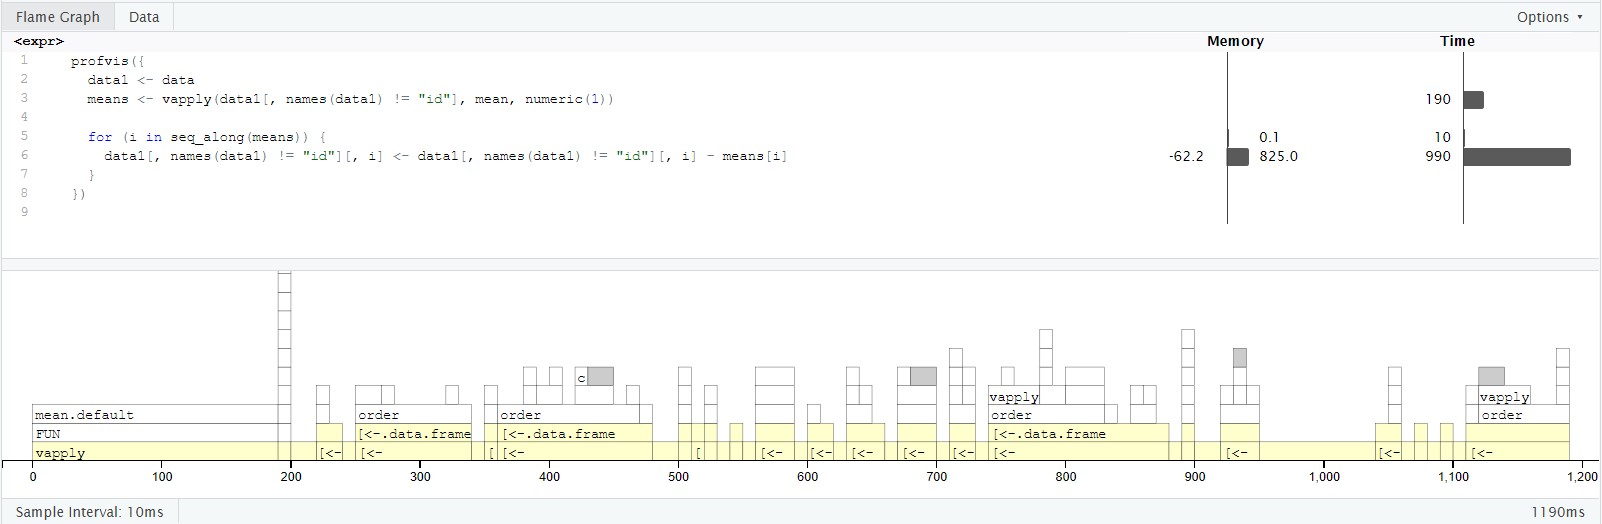 Flame Graph Data Options ▼
<expr> Memory Time
1 profvis({
2 data1 <- data
3 means <- vapply(data1[, names(data1) != "id"], mean, numeric(1)) 190
4
5 for (i in seq_along(means)) { 0.1 10
6 data1[, names(data1) != "id"][, i] <- data1[, names(data1) != "id"][, i] - means[i] -62.2 825.0 990
7 }
8 })
9
c
vapply vapply
mean.default order order order order
FUN [<-.data.frame [<-.data.frame [<-.data.frame
vapply [<- [<- [ [<- [ [<- [<- [<- [<- [<- [<- [<- [<- [<-
0 100 200 300 400 500 600 700 800 900 1,000 1,100 1,200
Sample Interval: 10ms 1190ms